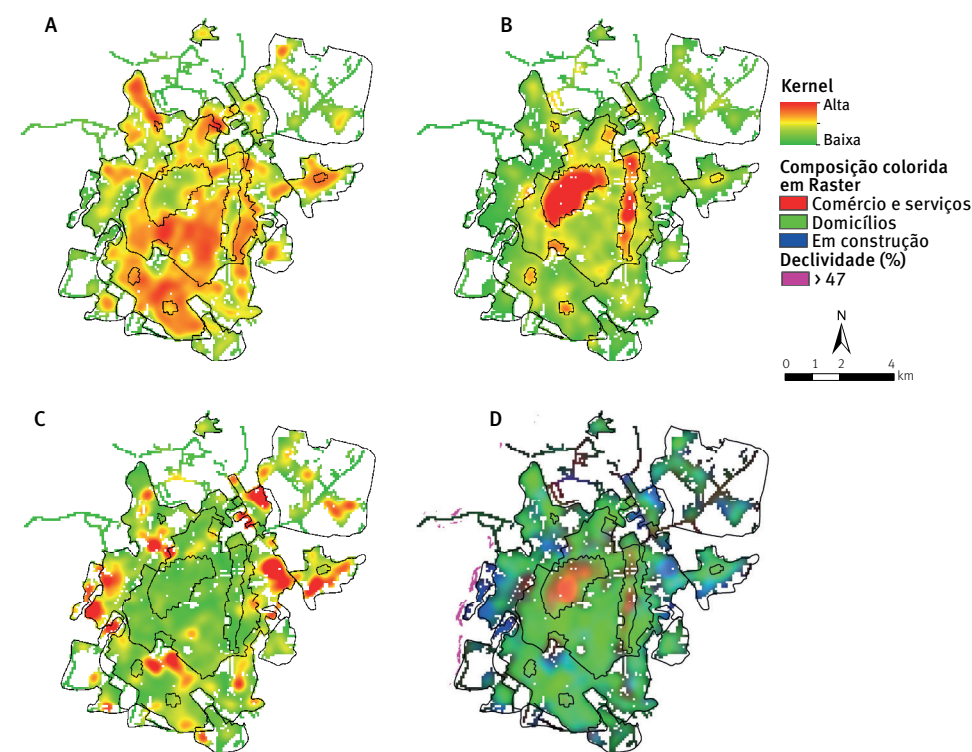 A
B
Kernel
Alta
Baixa
Composição colorida
em Raster
Comércio e serviços
Domicílios
Em construção
Declividade (%)
> 47
N
0 1 2 4
km
C
D